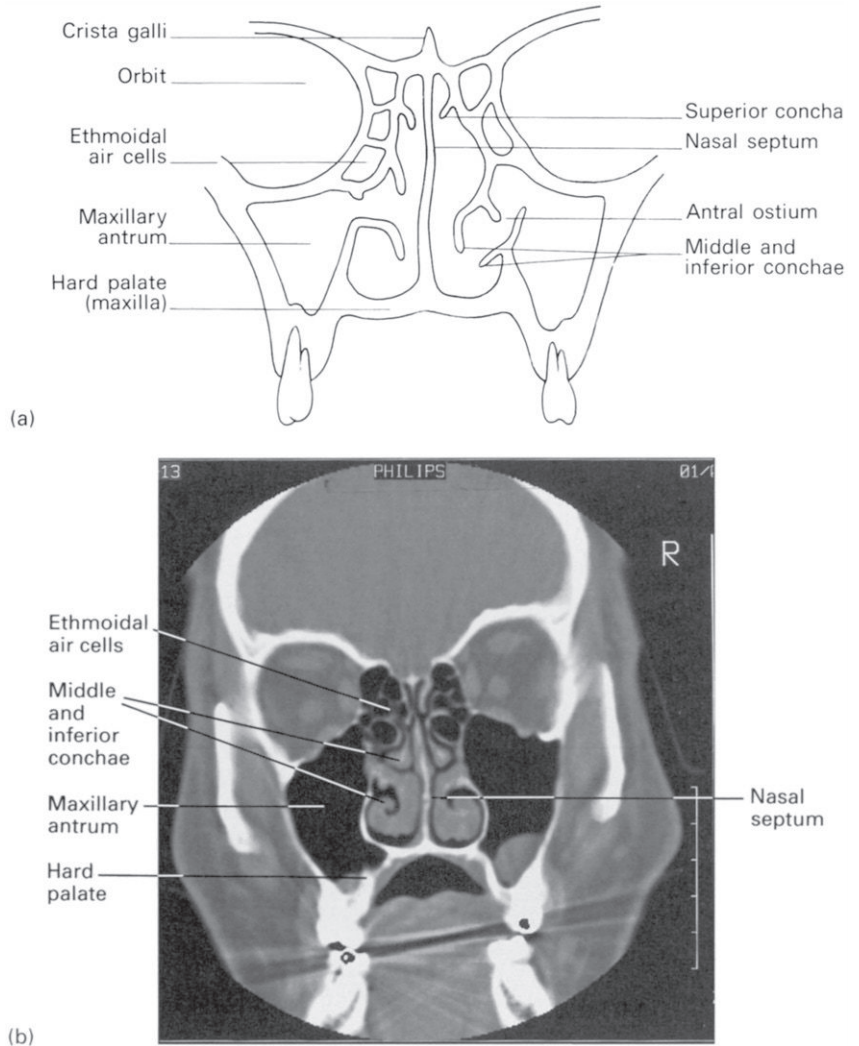 Crista galli
Orbit
Ethmoidal
air cells
Maxillary
antrum
Hard palate
(maxilla)
Superior concha
Nasal septum
Antral ostium
Middle and
inferior conchae
(a)
13
PHILIPS
R
Ethmoidal
air cells
Middle
and
inferior
conchae
Maxillary
antrum
Hard
palate
Nasal
septum
(b)